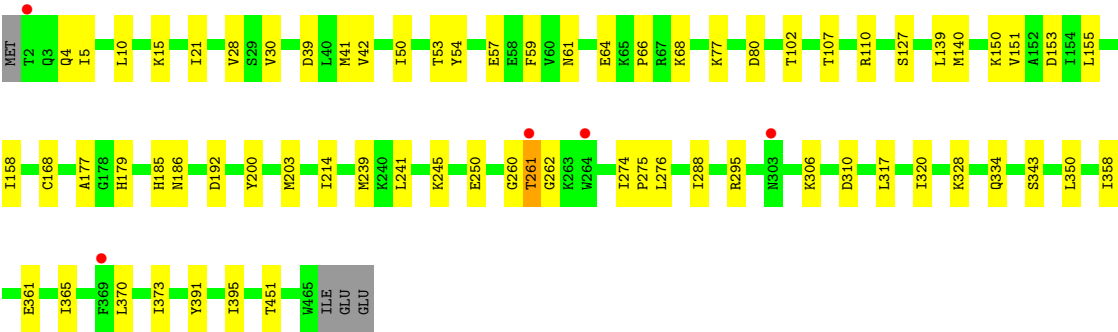 MET T2 Q3 Q4 I5 L10 K15 I21 V28 S29 V30 D39 L40 M41 V42 I50 T53 Y54 E57 E58 F59 V60 N61 E64 K65 P66 R67 K68 K77 D80 T102 T107 R110 S127 L139 M140 K150 V151 A152 D153 I154 L155
I158 C168 A177 G178 H179 H185 N186 D192 Y200 M203 I214 M239 K240 L241 K245 E250 G260 T261 G262 K263 W264 I274 P275 L276 I288 R295 N303 K306 D310 L317 I320 K328 Q334 S343 L350 I358
E361 I365 F369 L370 I373 Y391 I395 T451 W465 ILE GLU GLU